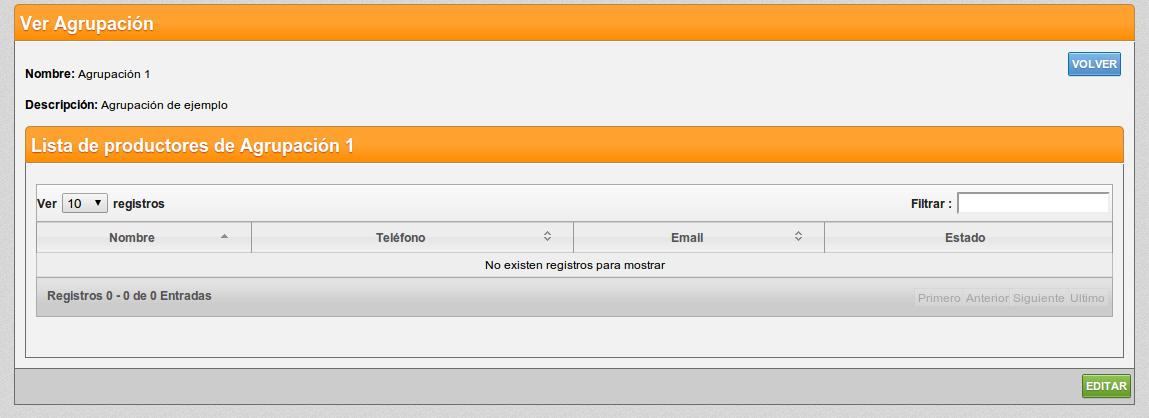 Ver Agrupación
VOLVER
Nombre: Agrupación 1
Descripción: Agrupación de ejemplo
Lista de productores de Agrupación 1
Ver 10 registros Filtrar :
Nombre Teléfono Email Estado
No existen registros para mostrar
Registros 0 - 0 de 0 Entradas Primero Anterior Siguiente Ultimo
EDITAR